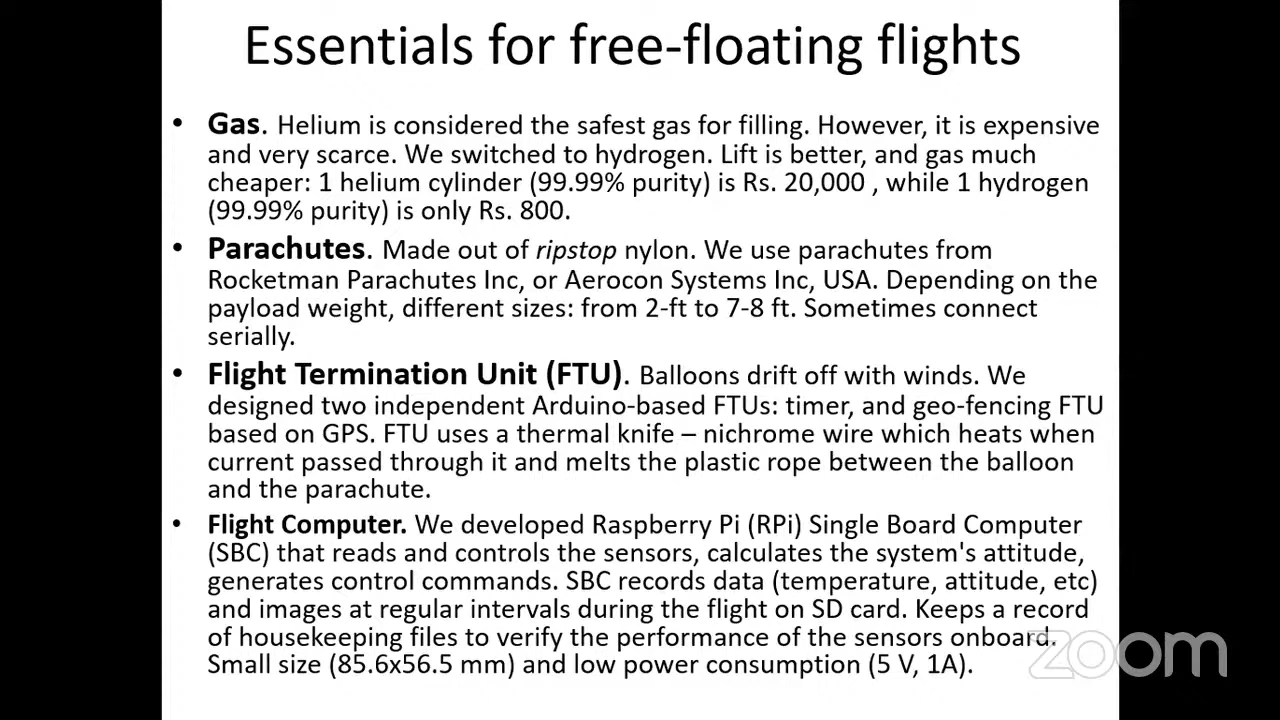 Essentials for free-floating flights
• Gas. Helium is considered the safest gas for filling. However, it is expensive
and very scarce. We switched to hydrogen. Lift is better, and gas much
cheaper: 1 helium cylinder (99.99% purity) is Rs. 20,000 , while 1 hydrogen
(99.99% purity) is only Rs. 800.
• Parachutes. Made out of ripstop nylon. We use parachutes from
Rocketman Parachutes Inc, or Aerocon Systems Inc, USA. Depending on the
payload weight, different sizes: from 2-ft to 7-8 ft. Sometimes connect
serially.
• Flight Termination Unit (FTU). Balloons drift off with winds. We
designed two independent Arduino-based FTUs: timer, and geo-fencing FTU
based on GPS. FTU uses a thermal knife – nichrome wire which heats when
current passed through it and melts the plastic rope between the balloon
and the parachute.
• Flight Computer. We developed Raspberry Pi (RPi) Single Board Computer
(SBC) that reads and controls the sensors, calculates the system's attitude,
generates control commands. SBC records data (temperature, attitude, etc)
and images at regular intervals during the flight on SD card. Keeps a record
of housekeeping files to verify the performance of the sensors onboard.
Small size (85.6x56.5 mm) and low power consumption (5 V, 1A).
zoom